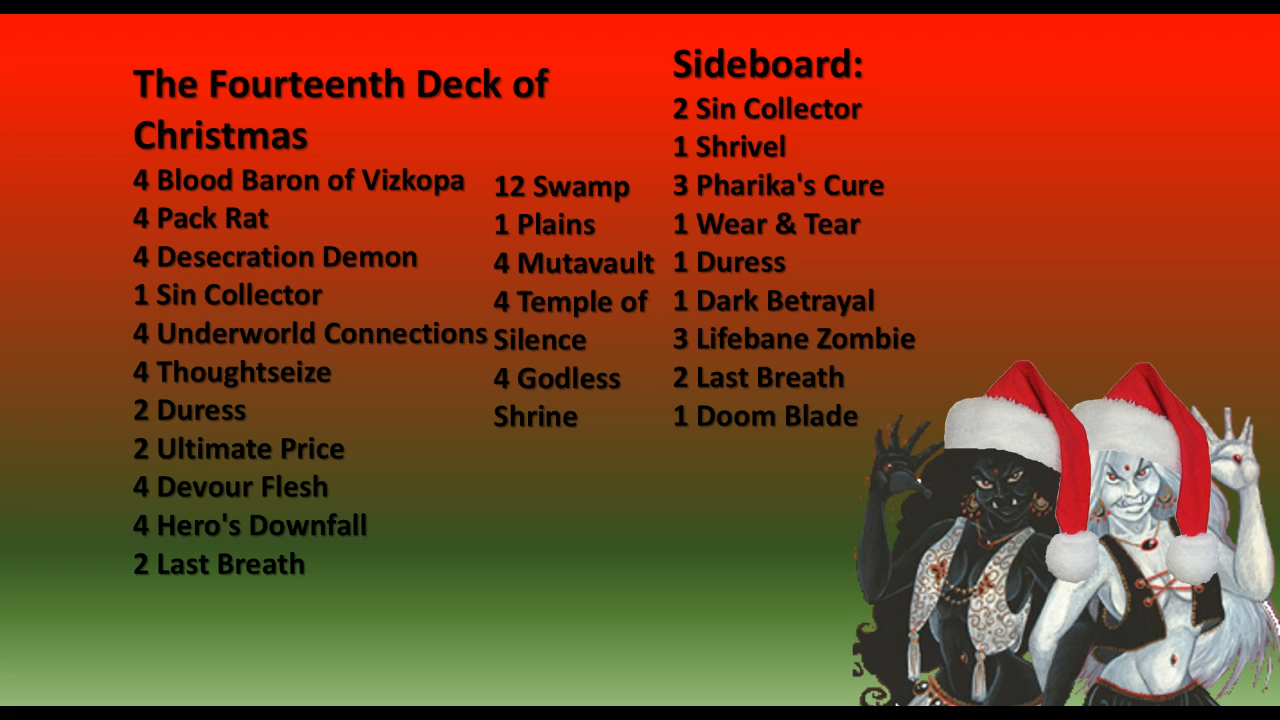 The Fourteenth Deck of
Christmas
4 Blood Baron of Vizkopa
4 Pack Rat
4 Desecration Demon
1 Sin Collector
4 Underworld Connections
4 Thoughtseize
2 Duress
2 Ultimate Price
4 Devour Flesh
4 Hero's Downfall
2 Last Breath
12 Swamp
1 Plains
4 Mutavault
4 Temple of
Silence
4 Godless
Shrine
Sideboard:
2 Sin Collector
1 Shrivel
3 Pharika's Cure
1 Wear & Tear
1 Duress
1 Dark Betrayal
3 Lifebane Zombie
2 Last Breath
1 Doom Blade